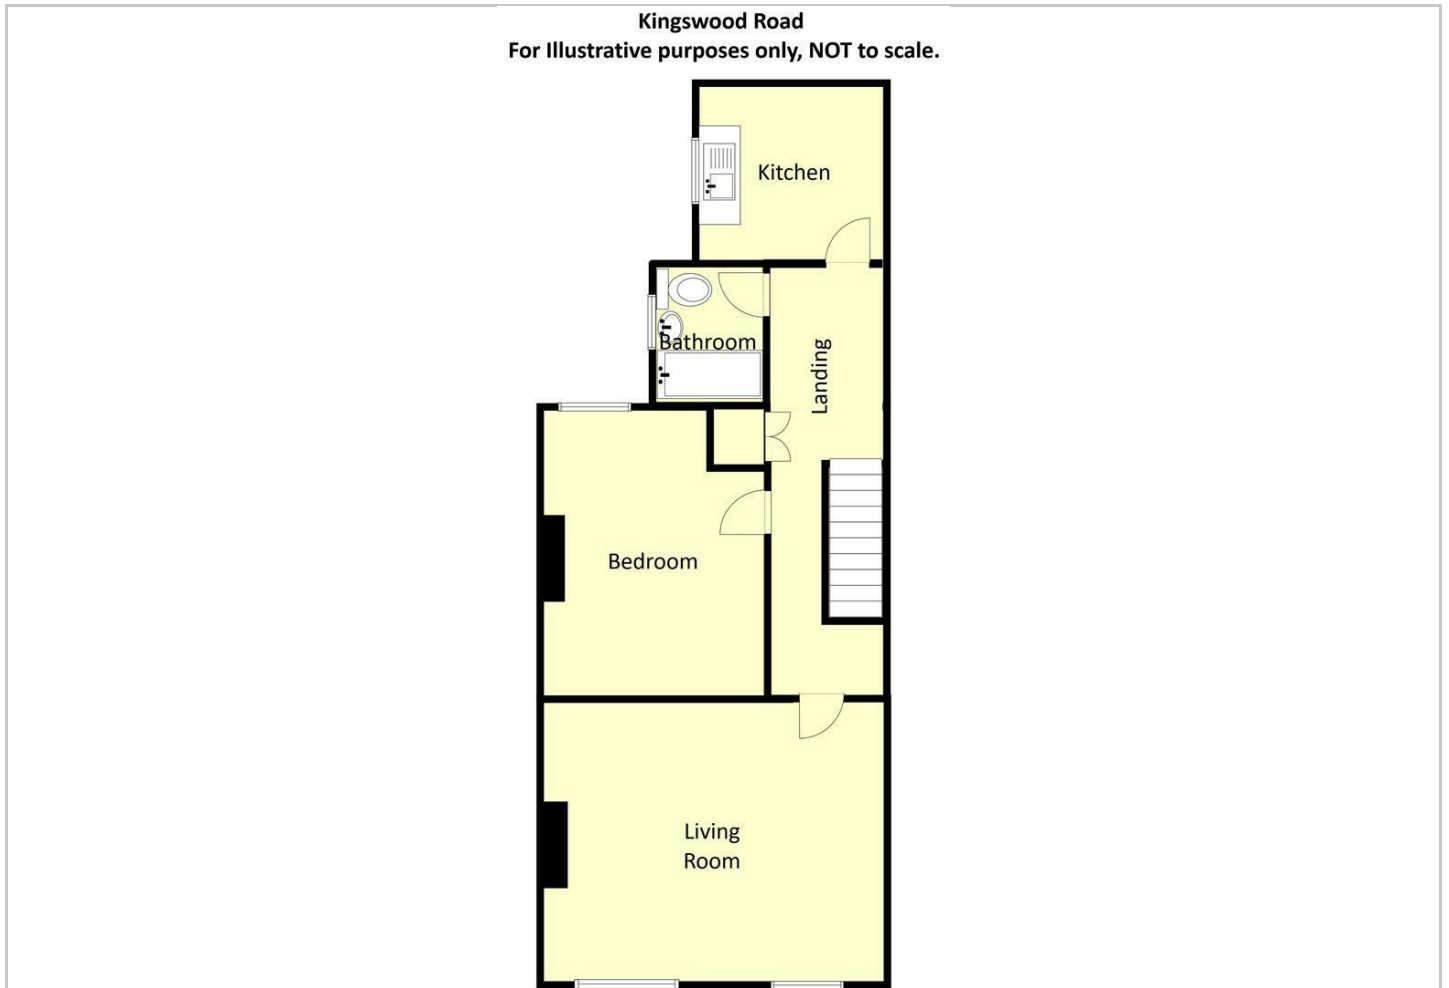 Kingswood Road
For Illustrative purposes only, NOT to scale.
Kitchen
Bathroom
Landing
Bedroom
Living
Room